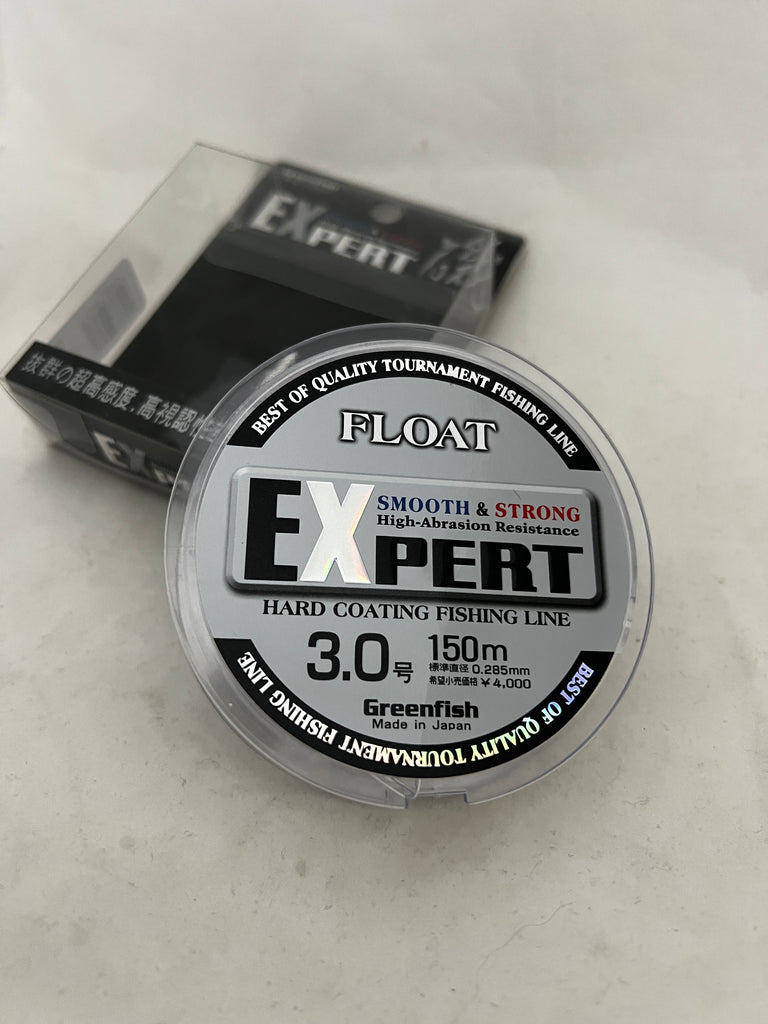 EXPERT
抜群の超高感度.高視認性
EX
BEST OF QUALITY TOURNAMENT FISHING LINE
FLOAT
SMOOTH & STRONG
High-Abrasion Resistance
EXPERT
HARD COATING FISHING LINE
3.0号
150m
標準直径 0.285mm
希望小売価格 ¥4,000
Greenfish
Made in Japan
BEST OF QUALITY TOURNAMENT FISHING LINE